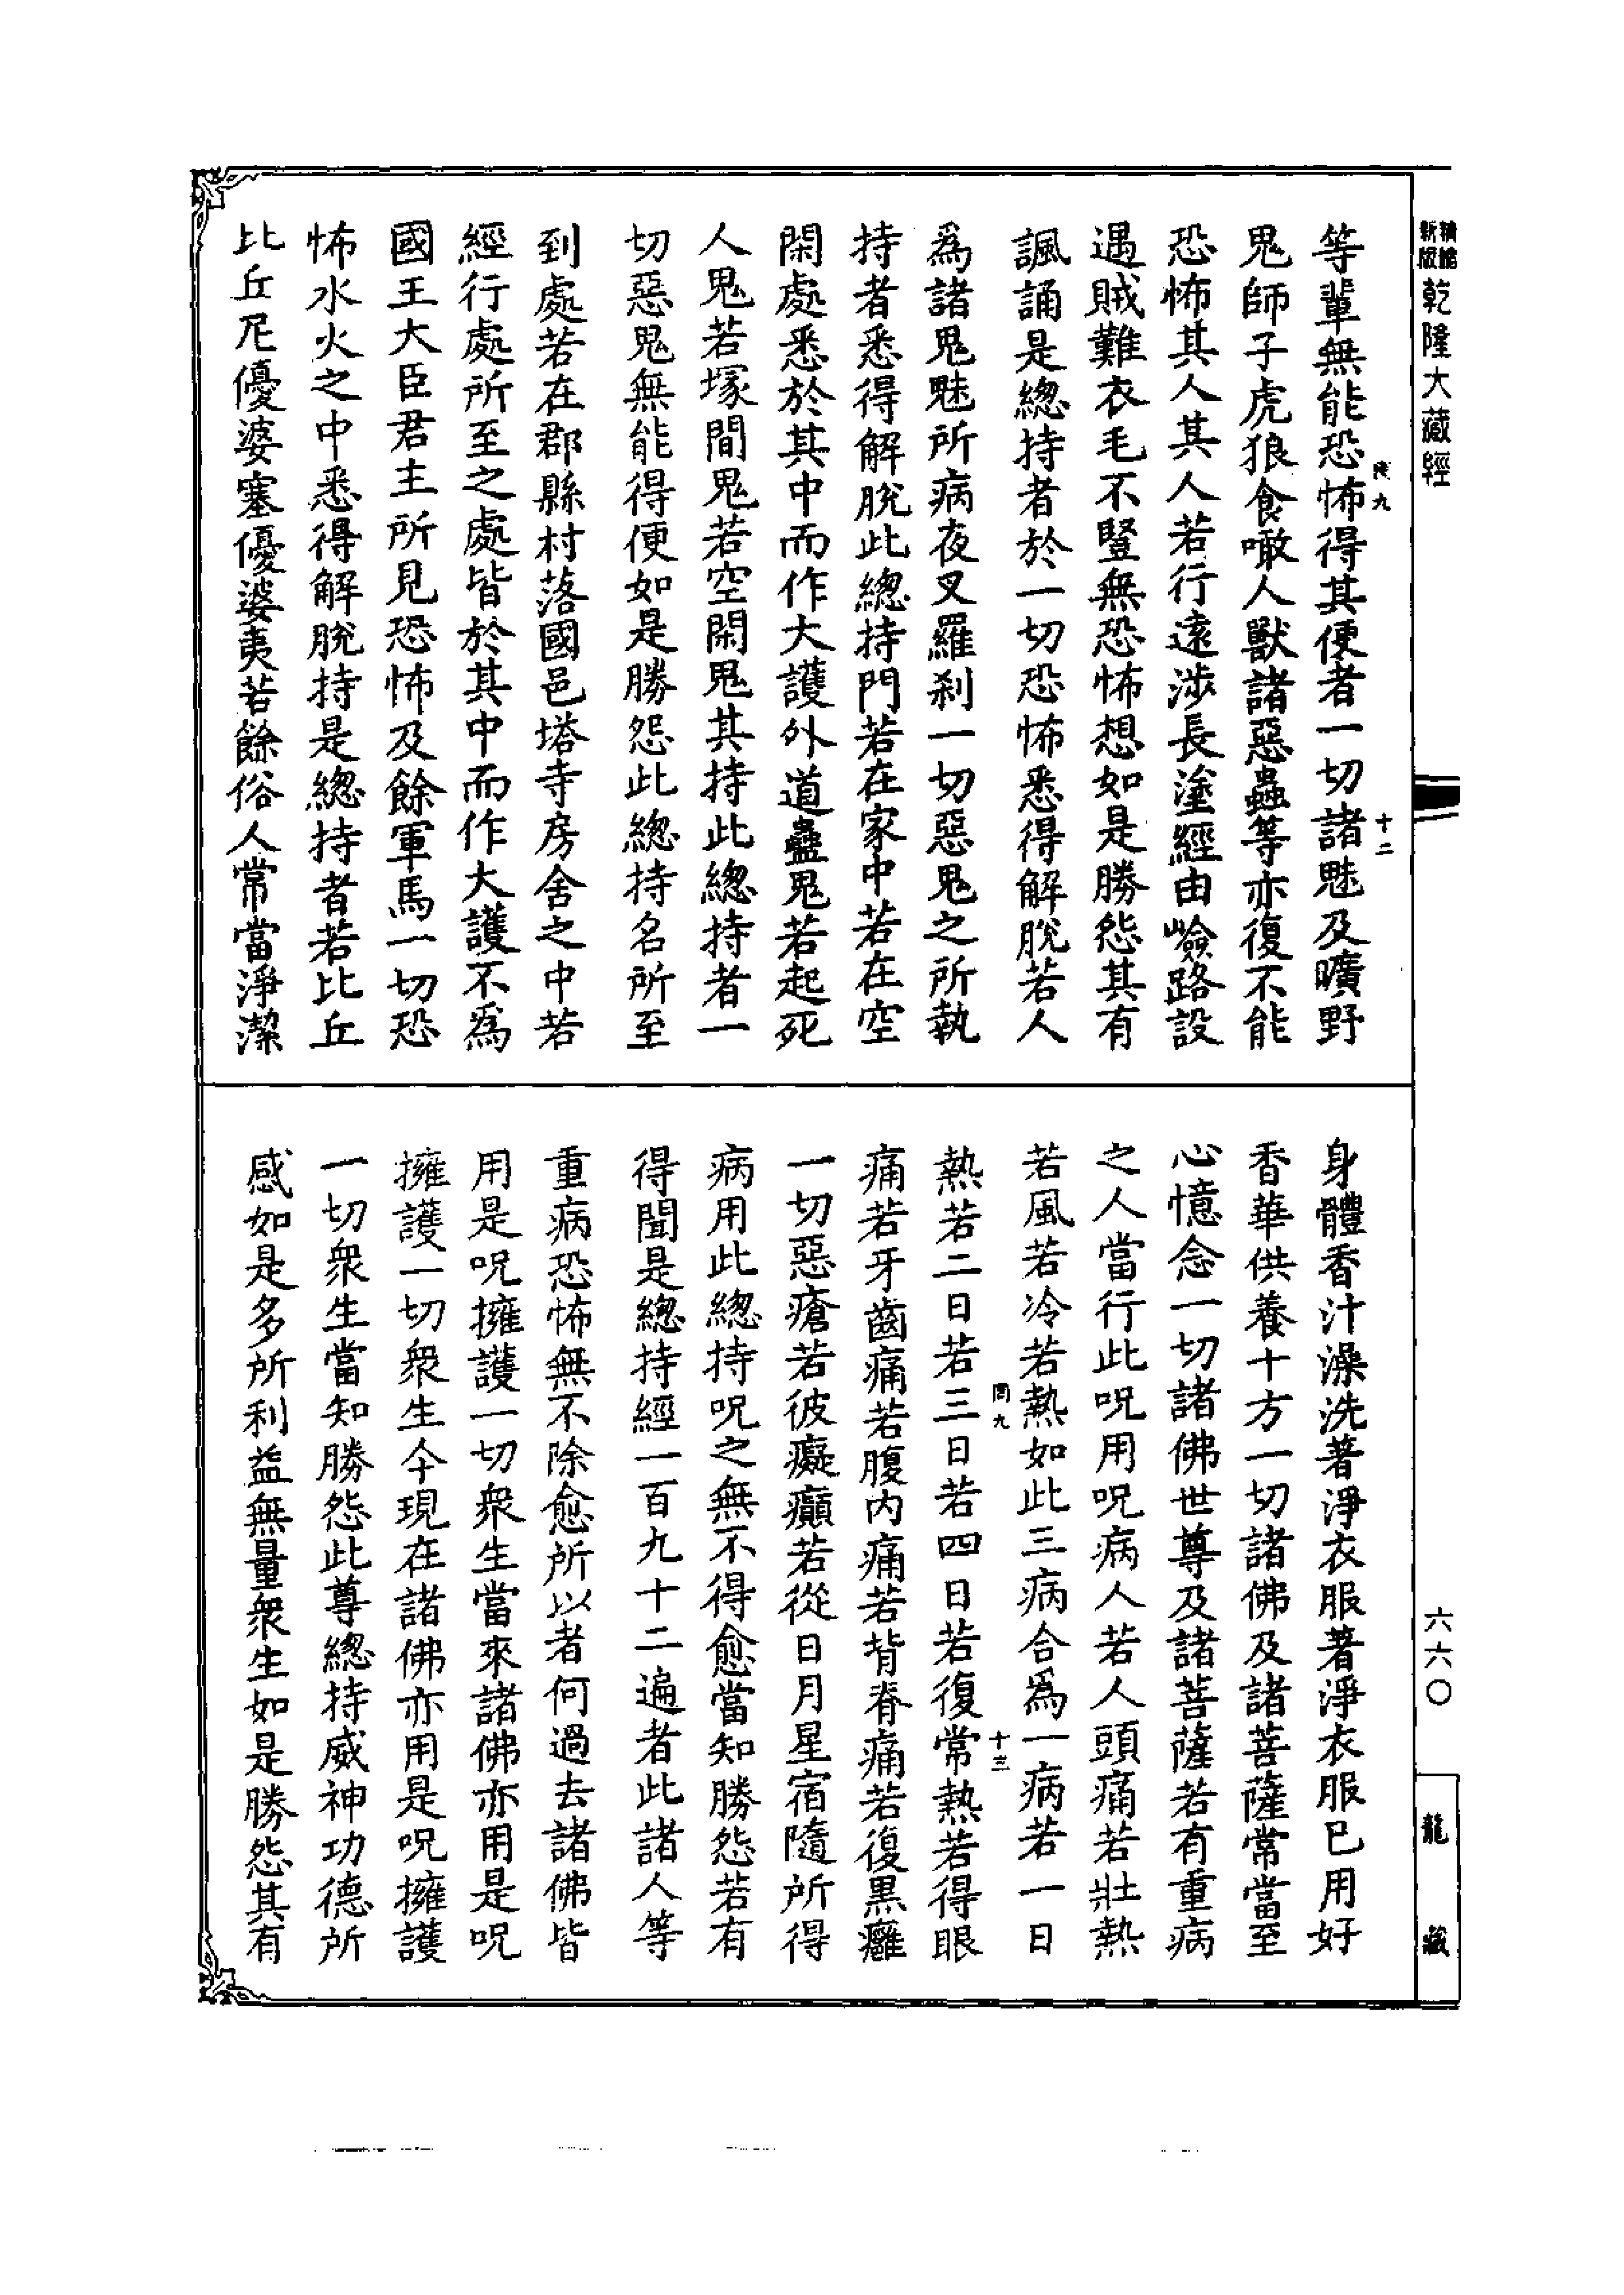 乾隆大藏經
等輩無能恐怖得其便者一切諸魅及曠野
鬼師子虎狼食噉人獸諸惡蟲等亦復不能
恐怖其人其人若行遠涉長塗經由嶮路設
遇賊難衣毛不豎無恐怖想如是勝怨其有
諷誦是總持者於一切恐怖悉得解脫若人
為諸鬼魅所病夜叉羅剎一切惡鬼之所執
持者悉得解脫此總持門若在家中若在空
閑處悉於其中而作大護外道蠱鬼若起死
人鬼若塚間鬼若空閑鬼其持此總持者一
切惡鬼無能得便如是勝怨此總持名所至
到處若在郡縣村落國邑塔寺房舍之中若
經行處所至之處皆於其中而作大護不為
國王大臣君主所見恐怖及餘軍馬一切恐
怖水火之中悉得解脫持是總持者若比丘
比丘尼優婆塞優婆夷若餘俗人常當淨潔
十二
身體香汁澡洗著淨衣服著淨衣服已用好
香華供養十方一切諸佛及諸菩薩常當至
心憶念一切諸佛世尊及諸菩薩若有重病
之人當行此呪用呪病人若人頭痛若壯熱
若風若冷若熱如此三病合為一病若一日
熱若二日若三日若四日若復常熱若得眼
痛若牙齒痛若腹內痛若背脊痛若復黑癰
一切惡瘡若彼癡癲若從日月星宿隨所得
病用此總持呪之無不得愈當知勝怨若有
得聞是總持經一百九十二遍者此諸人等
重病恐怖無不除愈所以者何過去諸佛皆
用是呪擁護一切眾生當來諸佛亦用是呪
擁護一切眾生今現在諸佛亦用是呪擁護
一切眾生當知勝怨此尊總持威神功德所
感如是多所利益無量眾生如是勝怨其有
十三
六六〇
龍藏